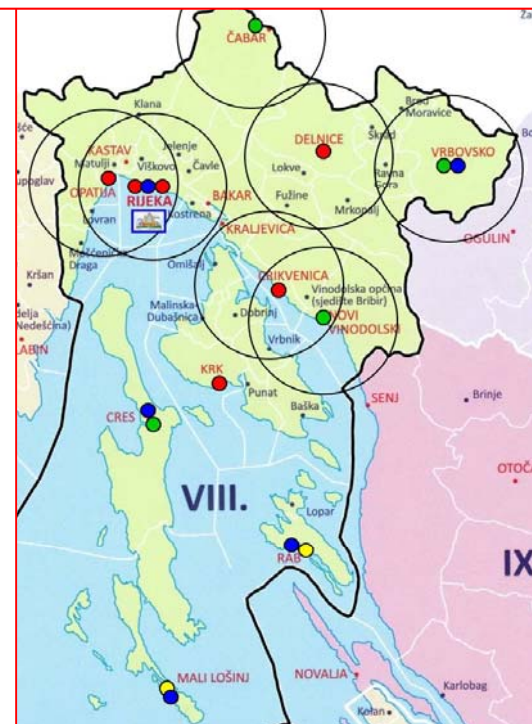 Ža
ČABAR
Brod
Moravice
Klana
DELNICE
Skrad
VRBOVSKO
Bo
šće
KASTAV
Jelenje
Matulji
Viškovo
Čavle
Lokve
Ravna
Gora
upoglav
OPATIJA
RIJEKA
BAKAR
Fužine
Mrkopalj
Lovran
Kostrena
KRALJEVICA
OGULIN
Mošćenička
Draga
Omišalj
Kršan
CRIKVENICA
Vinodolska općina
(sjedište Bribir)
Malinska-
Dubašnica
Dobrinj
NOVI
VINODOLSKI
delja
Nedešćina)
LABIN
Vrbnik
KRK
Punat
SENJ
Brinje
Baška
CRES
OTOČA
VIII.
Lopar
RAB
IX
MALI LOŠINJ
NOVALJA
Karlobag
Kolan